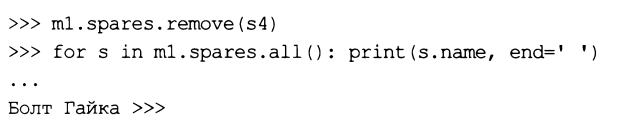 >>> m1.spares.remove(s4)
>>> for s in m1.spares.all(): print(s.name, end=' ')
...
Болт Гайка >>>